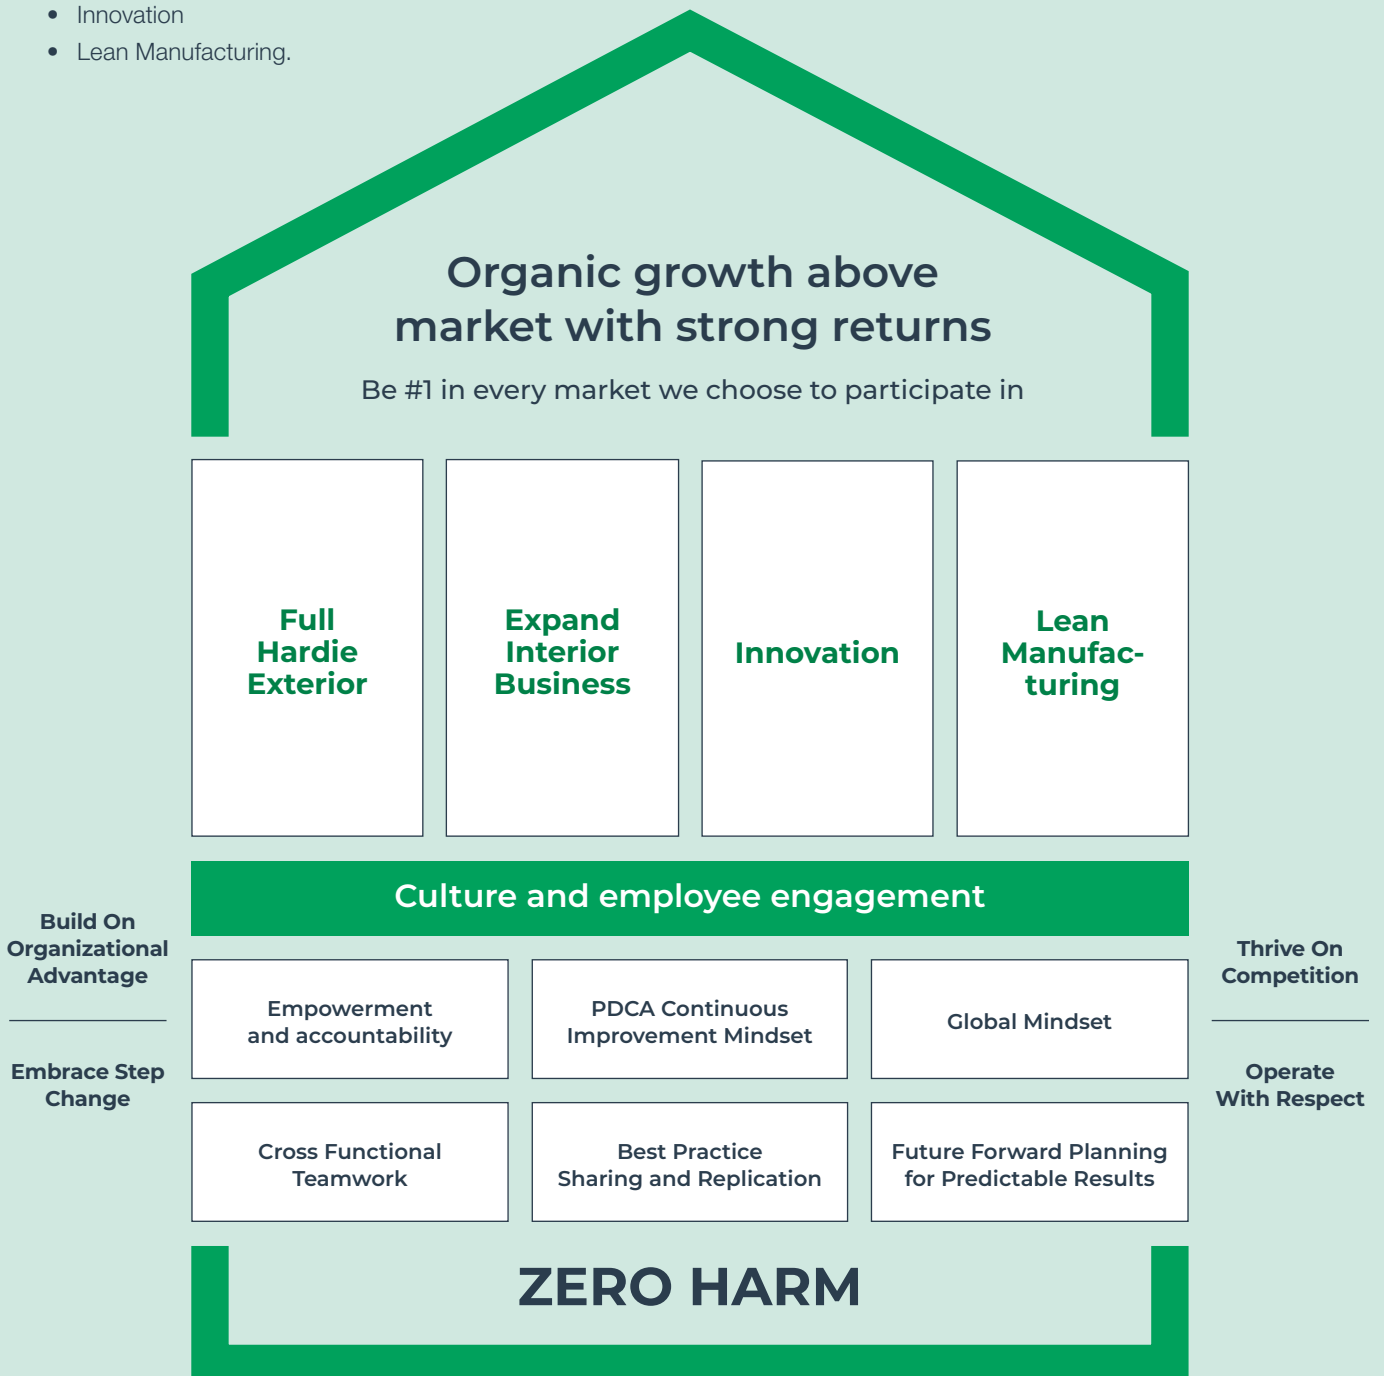 • Innovation
• Lean Manufacturing.
Organic growth above
market with strong returns
Be #1 in every market we choose to participate in
Full
Hardie
Exterior
Expand
Interior
Business
Innovation
Lean
Manufac-
turing
Culture and employee engagement
Build On
Organizational
Advantage
Embrace Step
Change
Empowerment
and accountability
PDCA Continuous
Improvement Mindset
Global Mindset
Cross Functional
Teamwork
Best Practice
Sharing and Replication
Future Forward Planning
for Predictable Results
Thrive On
Competition
Operate
With Respect
ZERO HARM